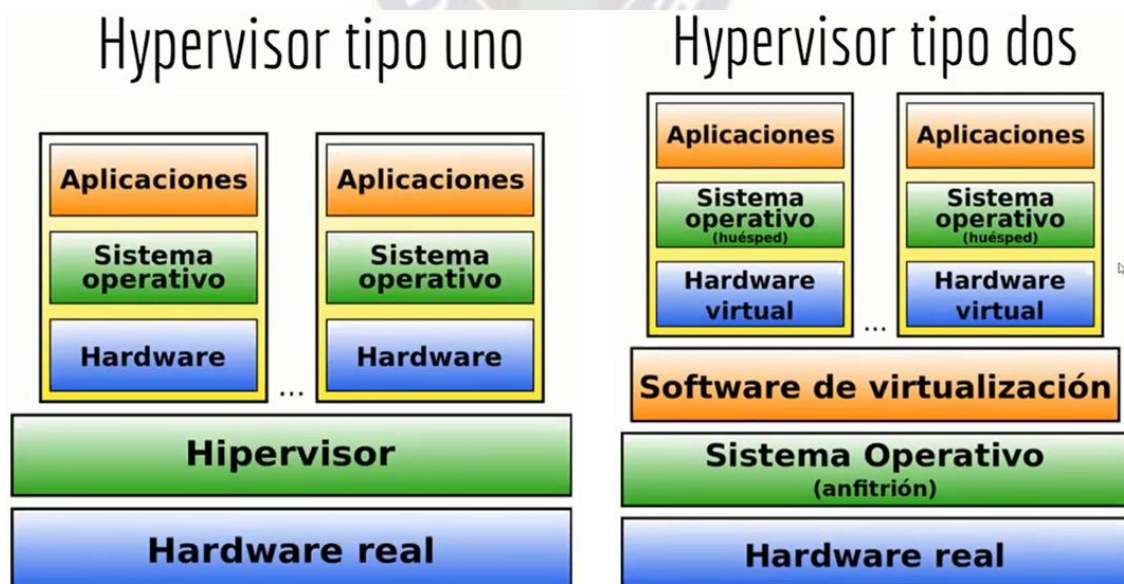 Hypervisor tipo uno
Aplicaciones
Sistema
operativo
Hardware
...
Aplicaciones
Sistema
operativo
Hardware
Hipervisor
Hardware real
Hypervisor tipo dos
Aplicaciones
Sistema
operativo
(huésped)
Hardware
virtual
...
Aplicaciones
Sistema
operativo
(huésped)
Hardware
virtual
Software de virtualización
Sistema Operativo
(anfitrión)
Hardware real